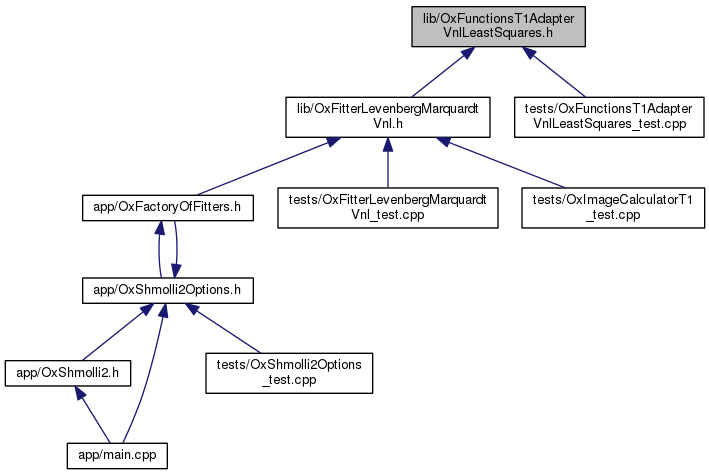 lib/OxFunctionsT1Adapter
VnlLeastSquares.h
lib/OxFitterLevenbergMarquardt
Vnl.h
tests/OxFunctionsT1Adapter
VnlLeastSquares_test.cpp
app/OxFactoryOfFitters.h
tests/OxFitterLevenbergMarquardt
Vnl_test.cpp
tests/OxImageCalculatorT1
_test.cpp
app/OxShmolli2Options.h
app/OxShmolli2.h
tests/OxShmolli2Options
_test.cpp
app/main.cpp